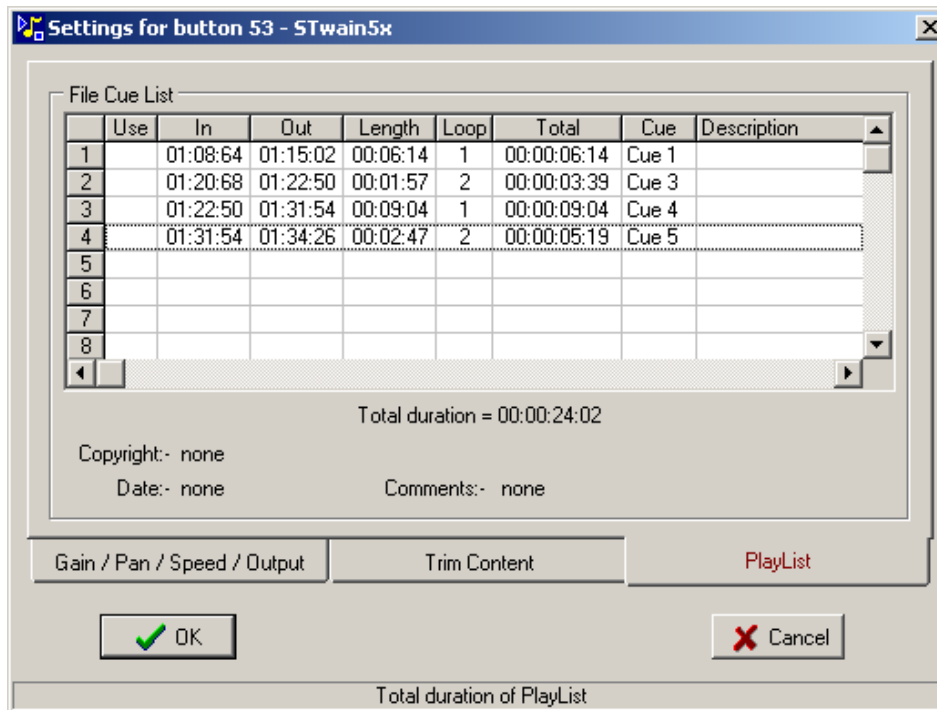 Settings for button 53 - STwain5x
File Cue List
Use In Out Length Loop Total Cue Description
1 01:08:64 01:15:02 00:06:14 1 00:00:06:14 Cue 1
2 01:20:68 01:22:50 00:01:57 2 00:00:03:39 Cue 3
3 01:22:50 01:31:54 00:09:04 1 00:00:09:04 Cue 4
4 01:31:54 01:34:26 00:02:47 2 00:00:05:19 Cue 5
5
6
7
8
Total duration = 00:00:24:02
Copyright:- none
Date:- none Comments:- none
Gain / Pan / Speed / Output Trim Content PlayList
OK Cancel
Total duration of PlayList